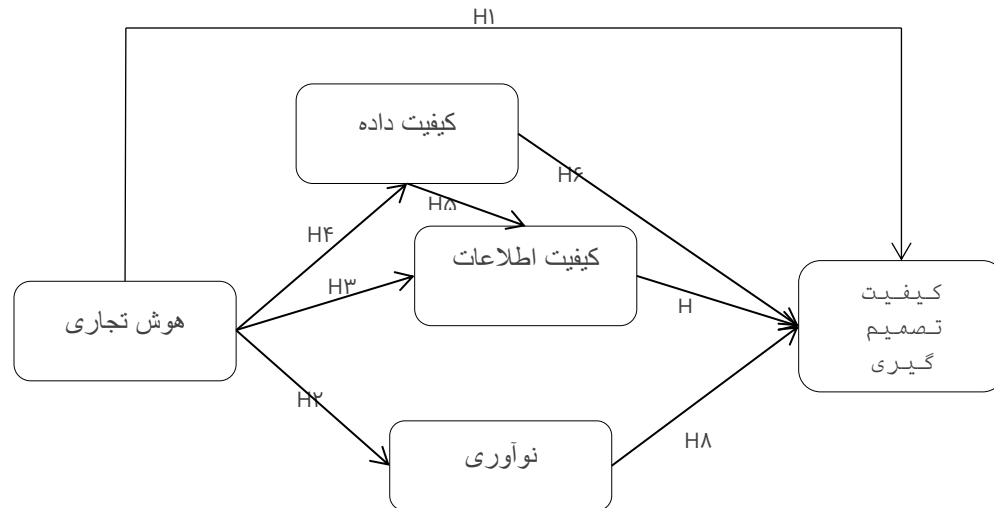 H۱
کیفیت داده
H۶
H۵
H۴
کیفیت اطلاعات
H۳
هوش تجاری
H
کیفیت
تصمیم
گیری
H۲
نوآوری
H۸